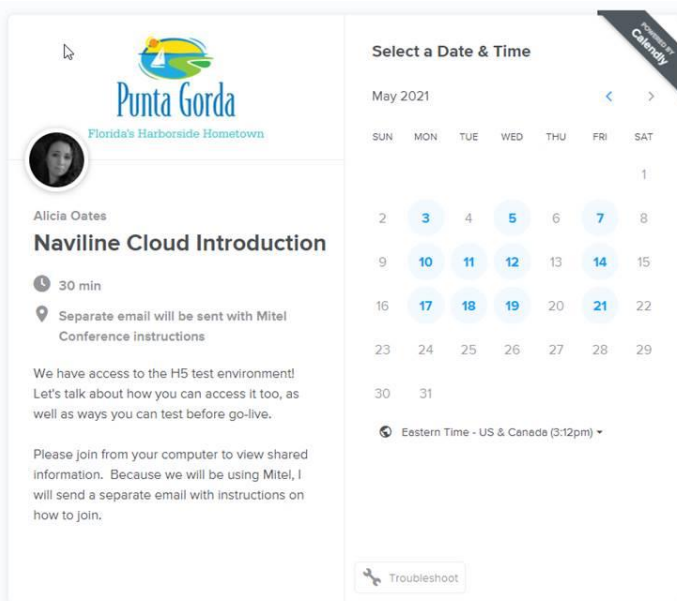 Punta Gorda
Florida's Harborside Hometown
Alicia Oates
Naviline Cloud Introduction
30 min
Separate email will be sent with Mitel
Conference instructions
We have access to the H5 test environment!
Let's talk about how you can access it too, as
well as ways you can test before go-live.
Please join from your computer to view shared
information. Because we will be using Mitel, I
will send a separate email with instructions on
how to join.
Select a Date & Time
POWERED BY
Calendly
May 2021
SUN MON TUE WED THU FRI SAT
1
2 3 4 5 6 7 8
9 10 11 12 13 14 15
16 17 18 19 20 21 22
23 24 25 26 27 28 29
30 31
Eastern Time - US & Canada (3:12pm)
Troubleshoot